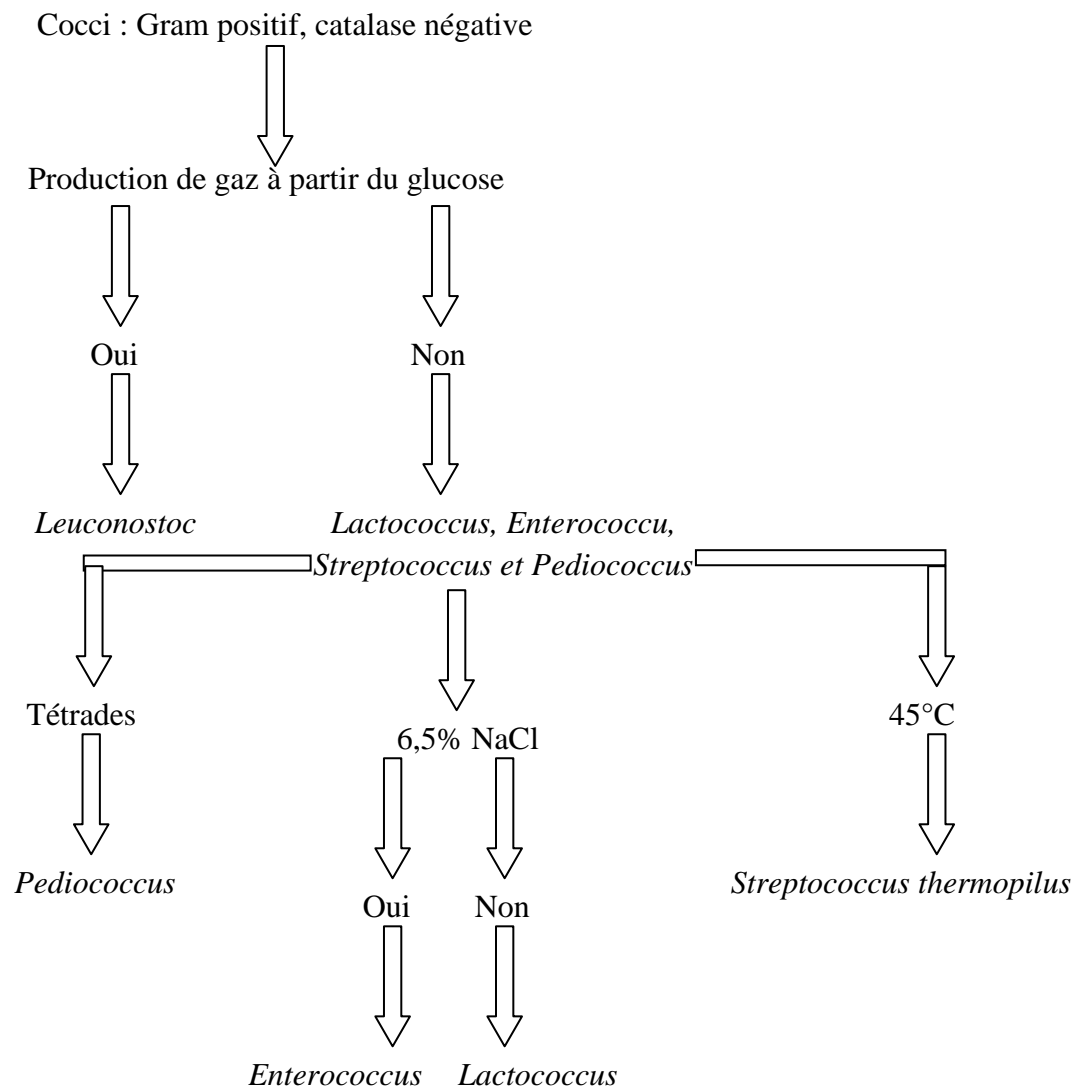 Cocci : Gram positif, catalase négative
Production de gaz à partir du glucose
Oui
Non
Leuconostoc
Lactococcus, Enterococcu,
Streptococcus et Pediococcus
Tétrades
6,5% NaCl
45°C
Pediococcus
Streptococcus thermopilus
Oui
Non
Enterococcus
Lactococcus